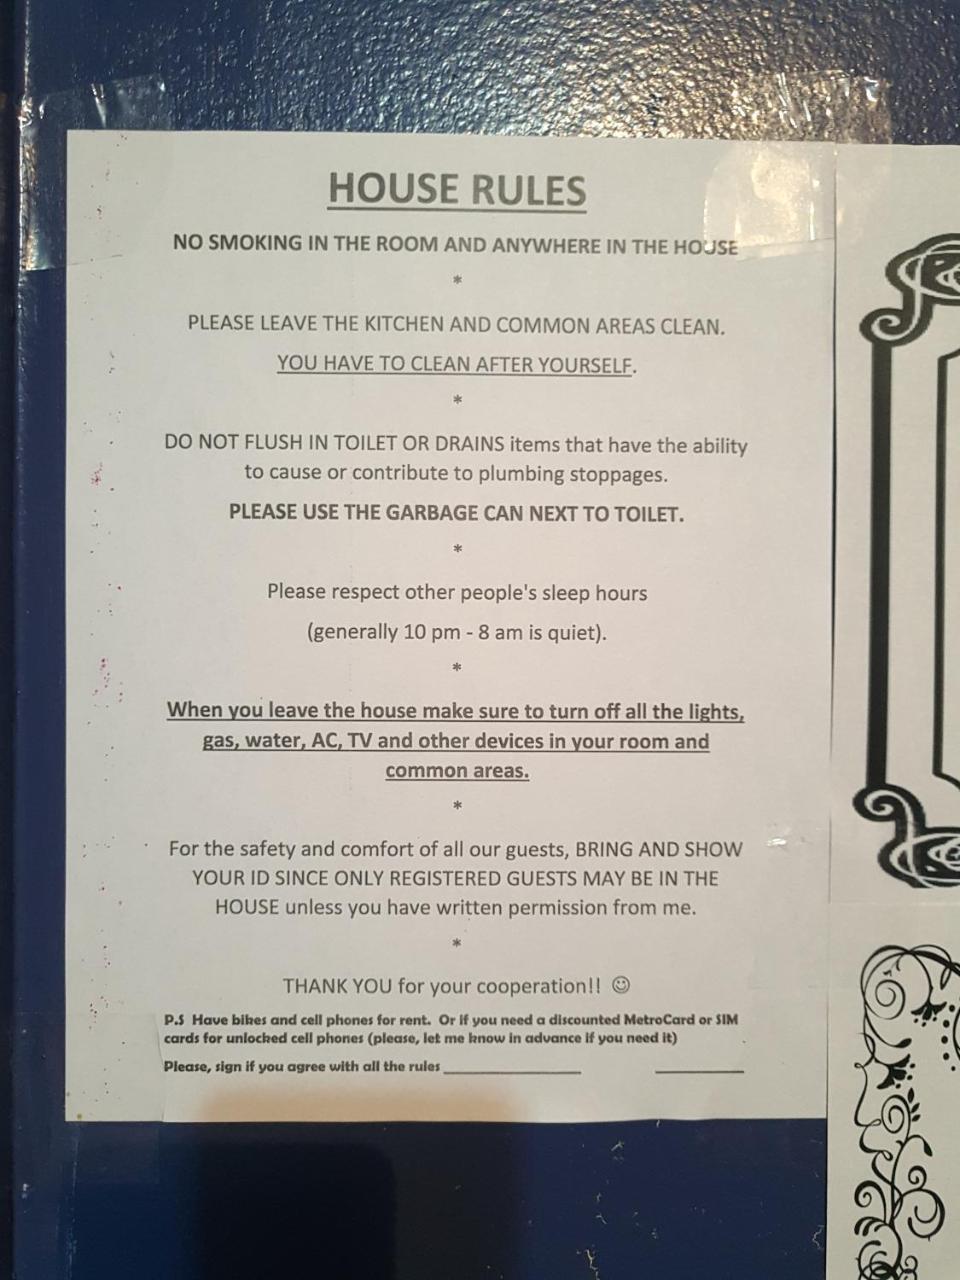 HOUSE RULES
NO SMOKING IN THE ROOM AND ANYWHERE IN THE HOUSE
*
PLEASE LEAVE THE KITCHEN AND COMMON AREAS CLEAN.
YOU HAVE TO CLEAN AFTER YOURSELF.
*
DO NOT FLUSH IN TOILET OR DRAINS items that have the ability
to cause or contribute to plumbing stoppages.
PLEASE USE THE GARBAGE CAN NEXT TO TOILET.
*
Please respect other people's sleep hours
(generally 10 pm - 8 am is quiet).
*
When you leave the house make sure to turn off all the lights,
gas, water, AC, TV and other devices in your room and
common areas.
*
For the safety and comfort of all our guests, BRING AND SHOW
YOUR ID SINCE ONLY REGISTERED GUESTS MAY BE IN THE
HOUSE unless you have written permission from me.
*
THANK YOU for your cooperation!! ☺
P.S Have bikes and cell phones for rent. Or if you need a discounted MetroCard or SIM
cards for unlocked cell phones (please, let me know in advance if you need it)
Please, sign if you agree with all the rules _______________ __________